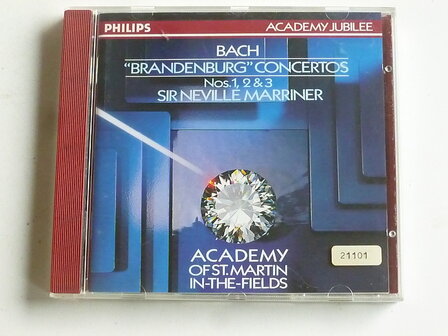 PHILIPS ACADEMY JUBILEE
BACH
"BRANDENBURG" CONCERTOS
Nos. 1, 2 & 3
SIR NEVILLE MARRINER
ACADEMY
OF ST. MARTIN
IN-THE-FIELDS
21101